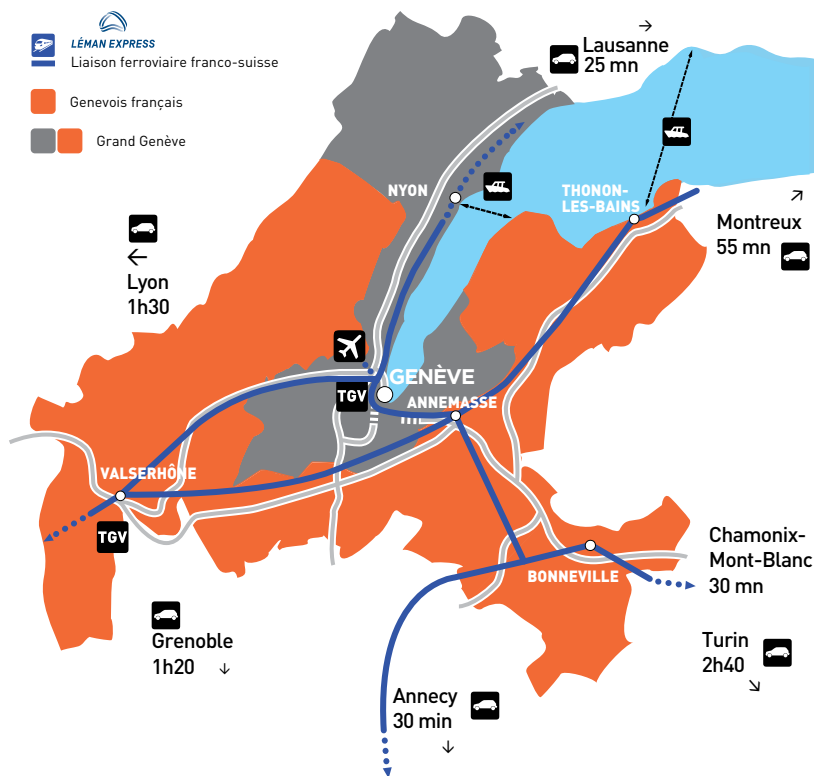 LÉMAN EXPRESS
Liaison ferroviaire franco-suisse
Genevois français
Grand Genève
Lausanne
25 mn
NYON
THONON-
LES-BAINS
Montreux
55 mn
Lyon
1h30
GENÈVE
TGV
ANNEMASSE
VALSERHÔNE
TGV
Chamonix-
Mont-Blanc
30 mn
BONNEVILLE
Grenoble
1h20
Turin
2h40
Annecy
30 min